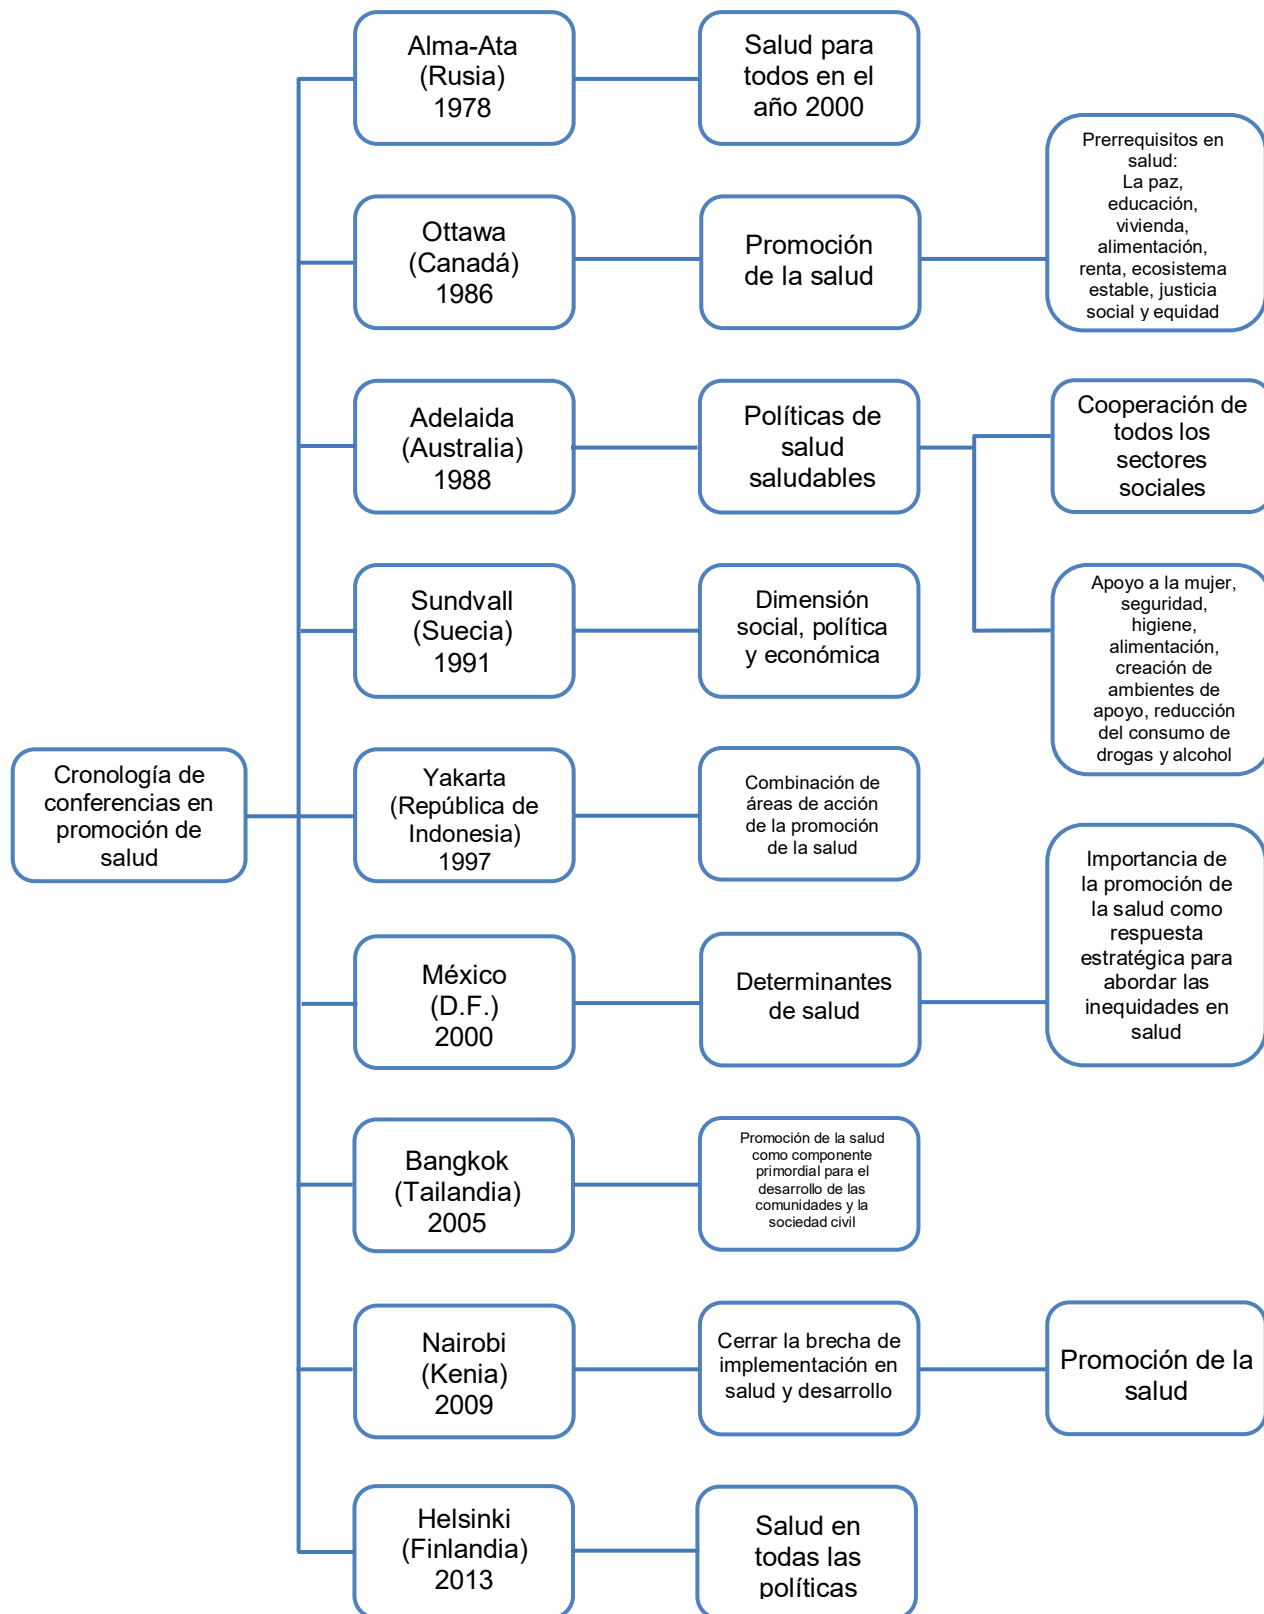 Cronología de
conferencias en
promoción de
salud
Alma-Ata
(Rusia)
1978
Salud para
todos en el
año 2000
Ottawa
(Canadá)
1986
Promoción
de la salud
Prerrequisitos en
salud:
La paz,
educación,
vivienda,
alimentación,
renta, ecosistema
estable, justicia
social y equidad
Adelaida
(Australia)
1988
Políticas de
salud
saludables
Cooperación de
todos los
sectores
sociales
Apoyo a la mujer,
seguridad,
higiene,
alimentación,
creación de
ambientes de
apoyo, reducción
del consumo de
drogas y alcohol
Sundvall
(Suecia)
1991
Dimensión
social, política
y económica
Yakarta
(República de
Indonesia)
1997
Combinación de
áreas de acción
de la promoción
de la salud
México
(D.F.)
2000
Determinantes
de salud
Importancia de
la promoción de
la salud como
respuesta
estratégica para
abordar las
inequidades en
salud
Bangkok
(Tailandia)
2005
Promoción de la salud
como componente
primordial para el
desarrollo de las
comunidades y la
sociedad civil
Nairobi
(Kenia)
2009
Cerrar la brecha de
implementación en
salud y desarrollo
Promoción de la
salud
Helsinki
(Finlandia)
2013
Salud en
todas las
políticas